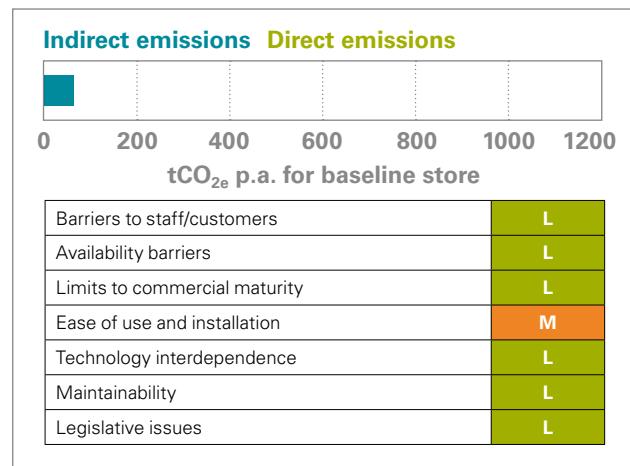 Indirect emissions Direct emissions
0 200 400 600 800 1000 1200
tCO2e p.a. for baseline store
Barriers to staff/customers L
Availability barriers L
Limits to commercial maturity L
Ease of use and installation M
Technology interdependence L
Maintainability L
Legislative issues L